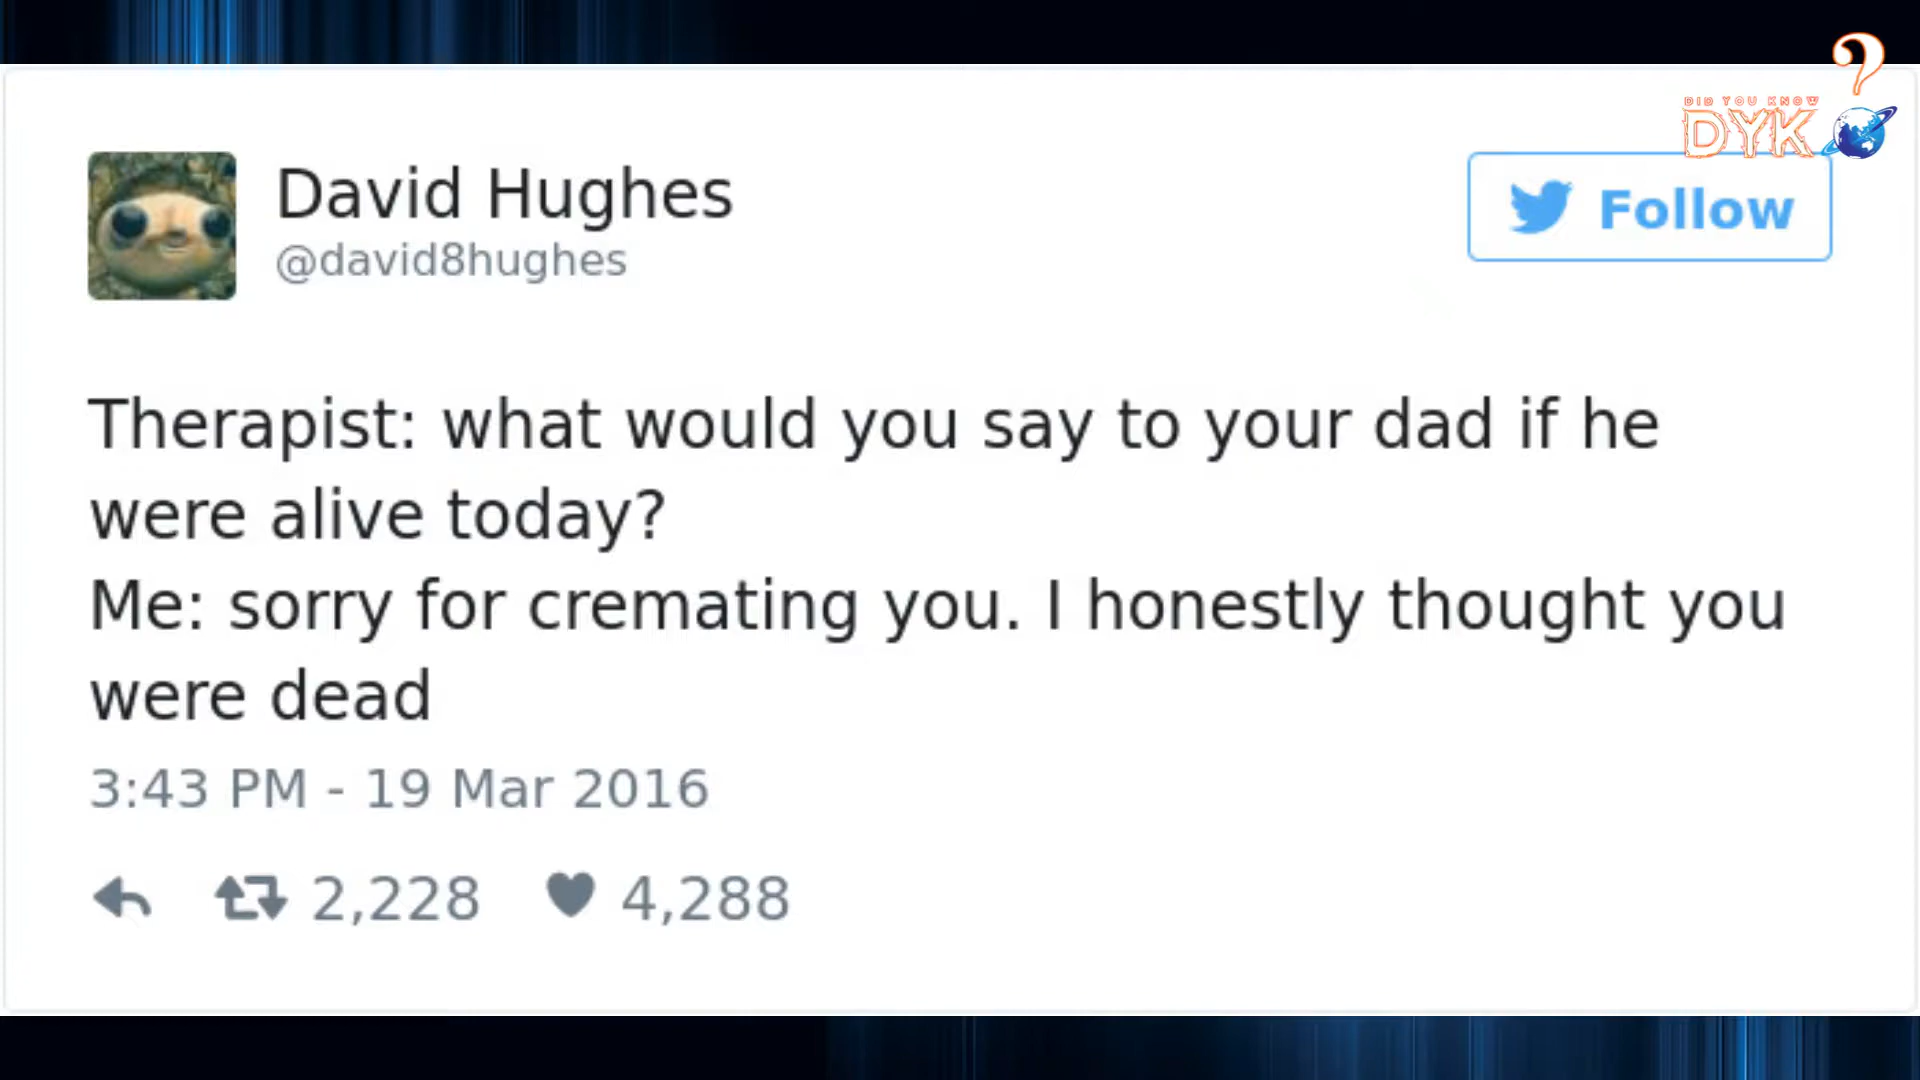 DID YOU KNOW
DYK
?
David Hughes
@david8hughes
Follow
Therapist: what would you say to your dad if he
were alive today?
Me: sorry for cremating you. I honestly thought you
were dead
3:43 PM - 19 Mar 2016
2,228 4,288